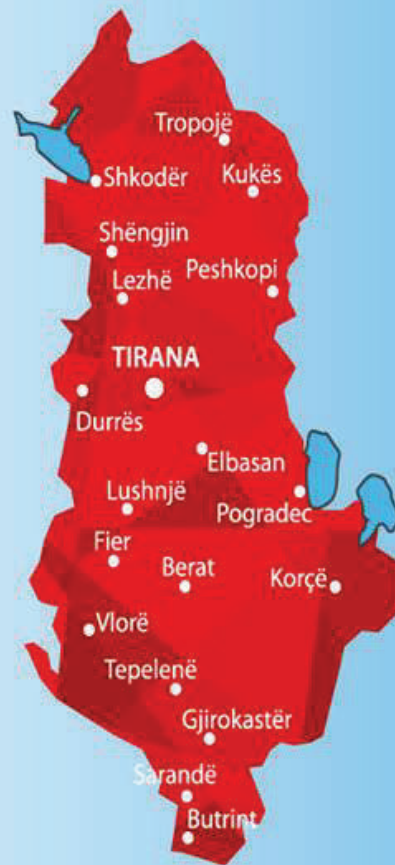 Tropojë
Shkodër
Kukës
Shëngjin
Peshkopi
Lezhë
TIRANA
Durrës
Elbasan
Lushnjë
Pogradec
Fier
Berat
Korçë
Vlorë
Tepelenë
Gjirokastër
Sarandë
Butrint